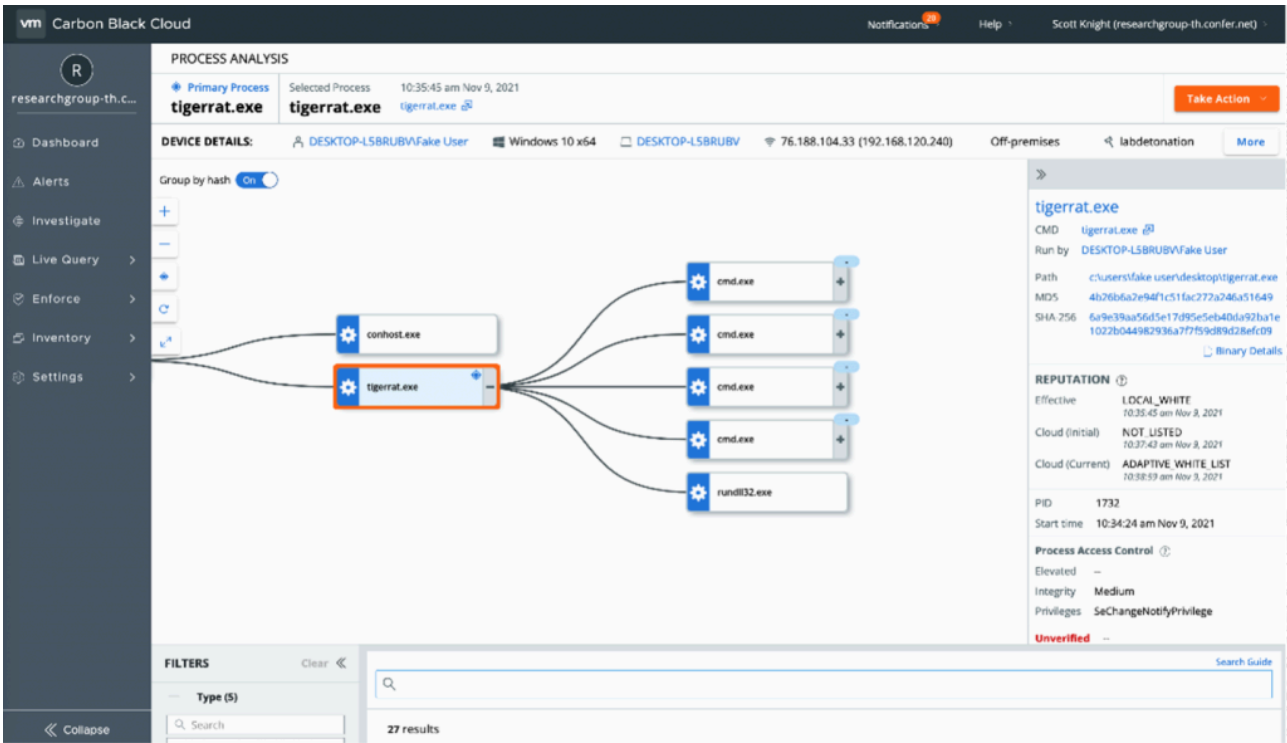 vm Carbon Black Cloud
Notifications 20
Help
Scott Knight (researchgroup-th.confer.net)
R
researchgroup-th.c...
Dashboard
Alerts
Investigate
Live Query
Enforce
Inventory
Settings
Collapse
PROCESS ANALYSIS
Primary Process
tigerrat.exe
Selected Process
tigerrat.exe
10:35:45 am Nov 9, 2021
tigerrat.exe
Take Action
DEVICE DETAILS:
DESKTOP-L5BRUBV\Fake User
Windows 10 x64
DESKTOP-L5BRUBV
76.188.104.33 (192.168.120.240)
Off-premises
labdetonation
More
Group by hash On
conhost.exe
tigerrat.exe
cmd.exe
cmd.exe
cmd.exe
cmd.exe
rundll32.exe
tigerrat.exe
CMD tigerrat.exe
Run by DESKTOP-L5BRUBV\Fake User
Path c:\users\fake user\desktop\tigerrat.exe
MD5 4b26b6a2e94f1c51fac272a246a51649
SHA-256 6a9e39aa56d5e17d95e5eb40da92ba1e
1022b044982936a7f7f59d89d28efc09
Binary Details
REPUTATION
Effective LOCAL_WHITE
10:35:45 am Nov 9, 2021
Cloud (Initial) NOT_LISTED
10:37:43 am Nov 9, 2021
Cloud (Current) ADAPTIVE_WHITE_LIST
10:38:59 am Nov 9, 2021
PID 1732
Start time 10:34:24 am Nov 9, 2021
Process Access Control
Elevated --
Integrity Medium
Privileges SeChangeNotifyPrivilege
Unverified --
FILTERS
Clear
Type (5)
Search
Search Guide
27 results